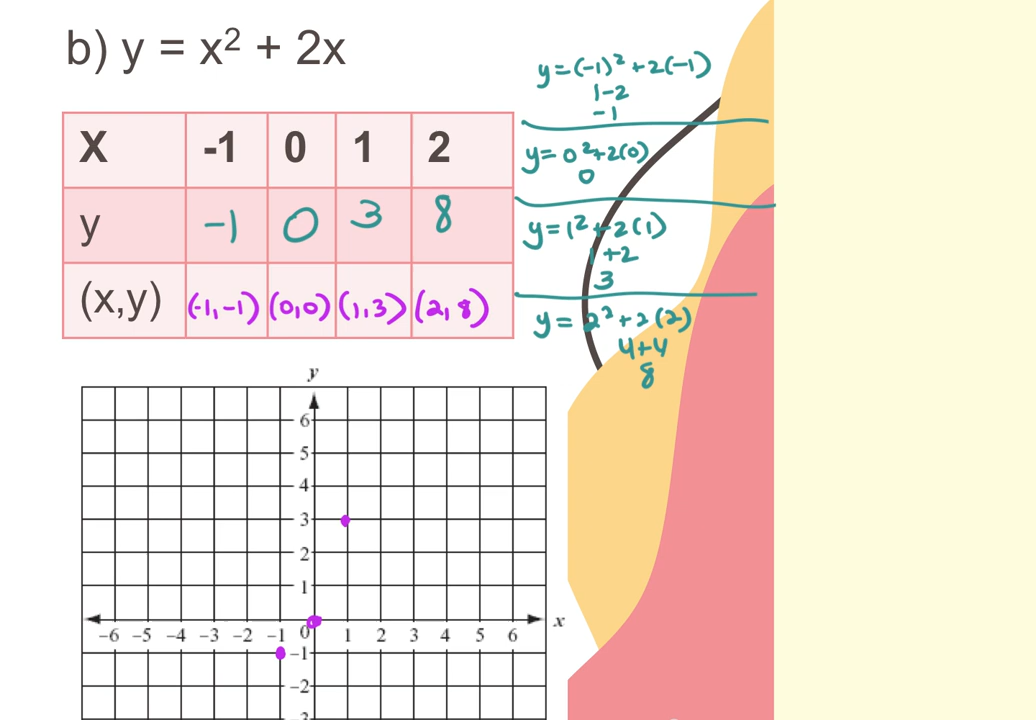 b) y = x² + 2x
y=(-1)²+2(-1)
1-2
-1
X -1 0 1 2
y=0²+2(0)
0
y -1 0 3 8
y=1²+2(1)
1+2
3
(x,y) (-1,-1) (0,0) (1,3) (2,8)
y=2²+2(2)
4+4
8
y
6
5
4
3
2
1
-6 -5 -4 -3 -2 -1 0 1 2 3 4 5 6 x
-1
-2